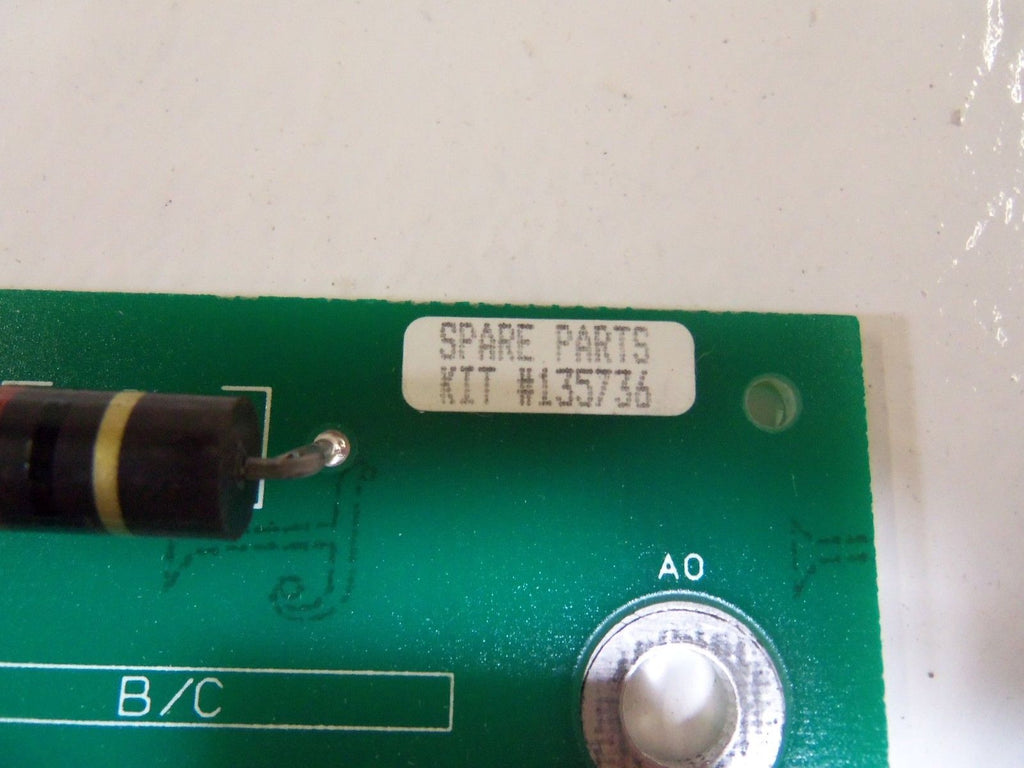 SPARE PARTS
KIT #135736
A0
B/C